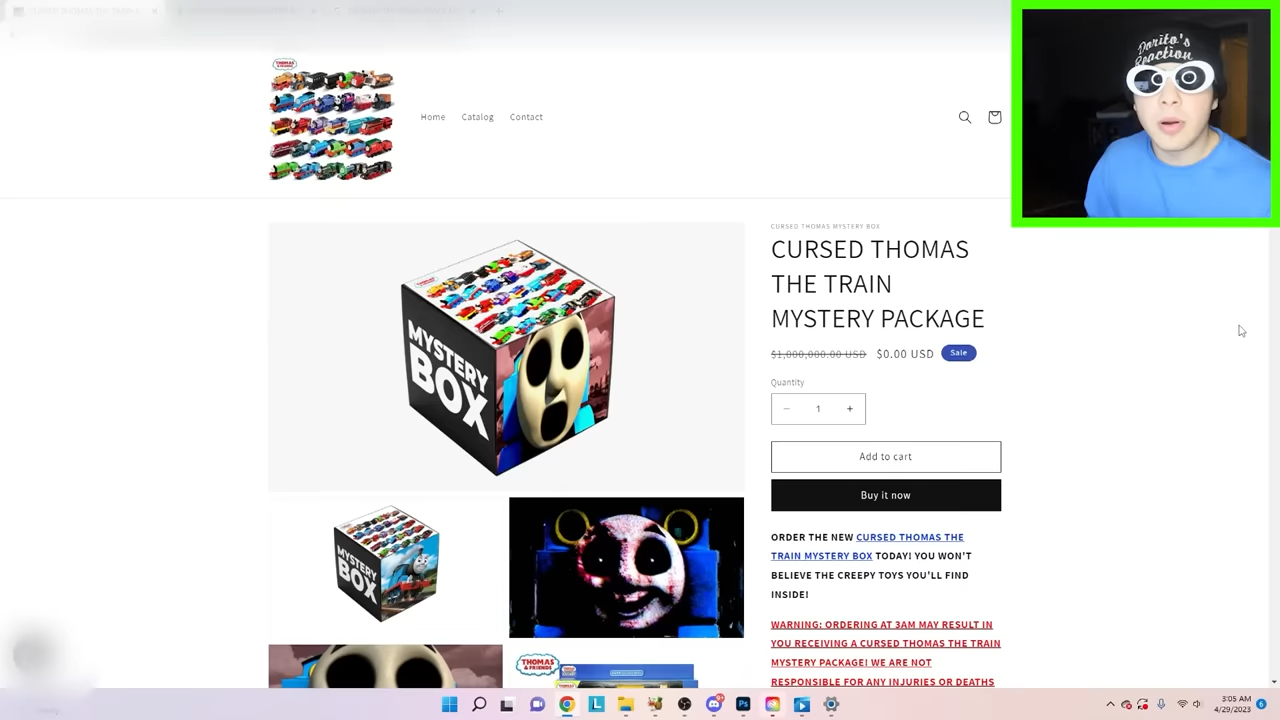 Dorito's
Reaction
THOMAS
& FRIENDS
Home
Catalog
Contact
CURSED THOMAS MYSTERY BOX
CURSED THOMAS
THE TRAIN
MYSTERY PACKAGE
$1,000,000.00 USD $0.00 USD Sale
Quantity
1
Add to cart
Buy it now
MYSTERY
BOX
MYSTERY
BOX
ORDER THE NEW CURSED THOMAS THE
TRAIN MYSTERY BOX TODAY! YOU WON'T
BELIEVE THE CREEPY TOYS YOU'LL FIND
INSIDE!
WARNING: ORDERING AT 3AM MAY RESULT IN
YOU RECEIVING A CURSED THOMAS THE TRAIN
MYSTERY PACKAGE! WE ARE NOT
RESPONSIBLE FOR ANY INJURIES OR DEATHS
THOMAS
& FRIENDS
3:05 AM
4/29/2023